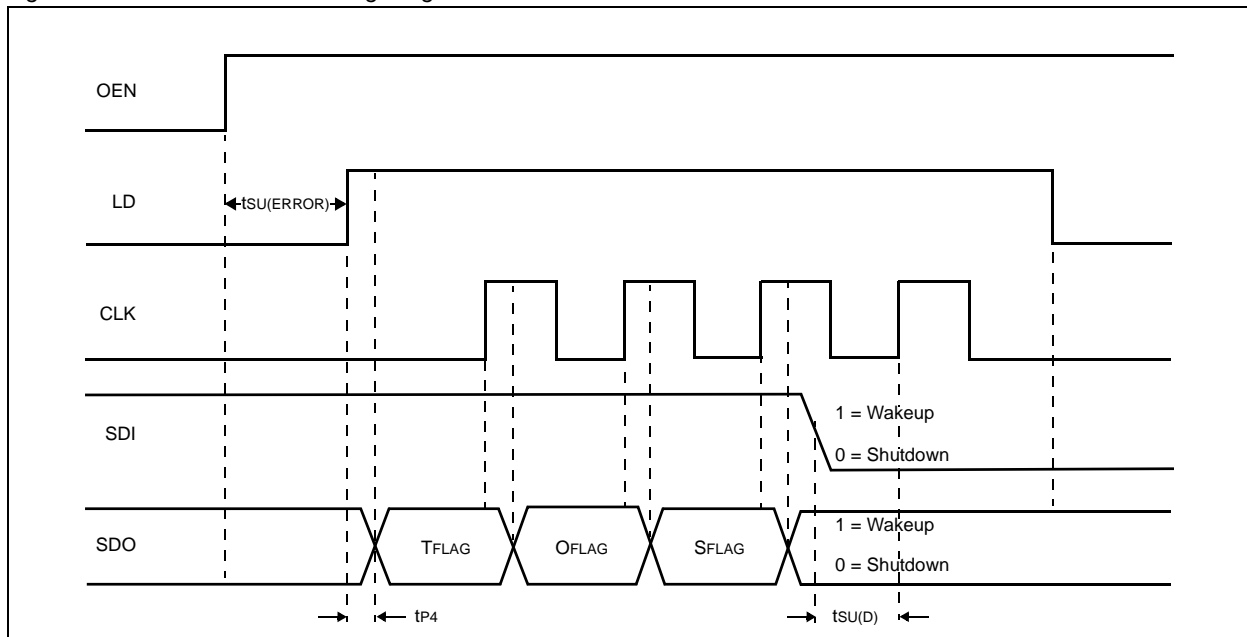 OEN
LD
tSU(ERROR)
CLK
SDI
1 = Wakeup
0 = Shutdown
SDO
TFLAG
OFLAG
SFLAG
1 = Wakeup
0 = Shutdown
tP4
tSU(D)